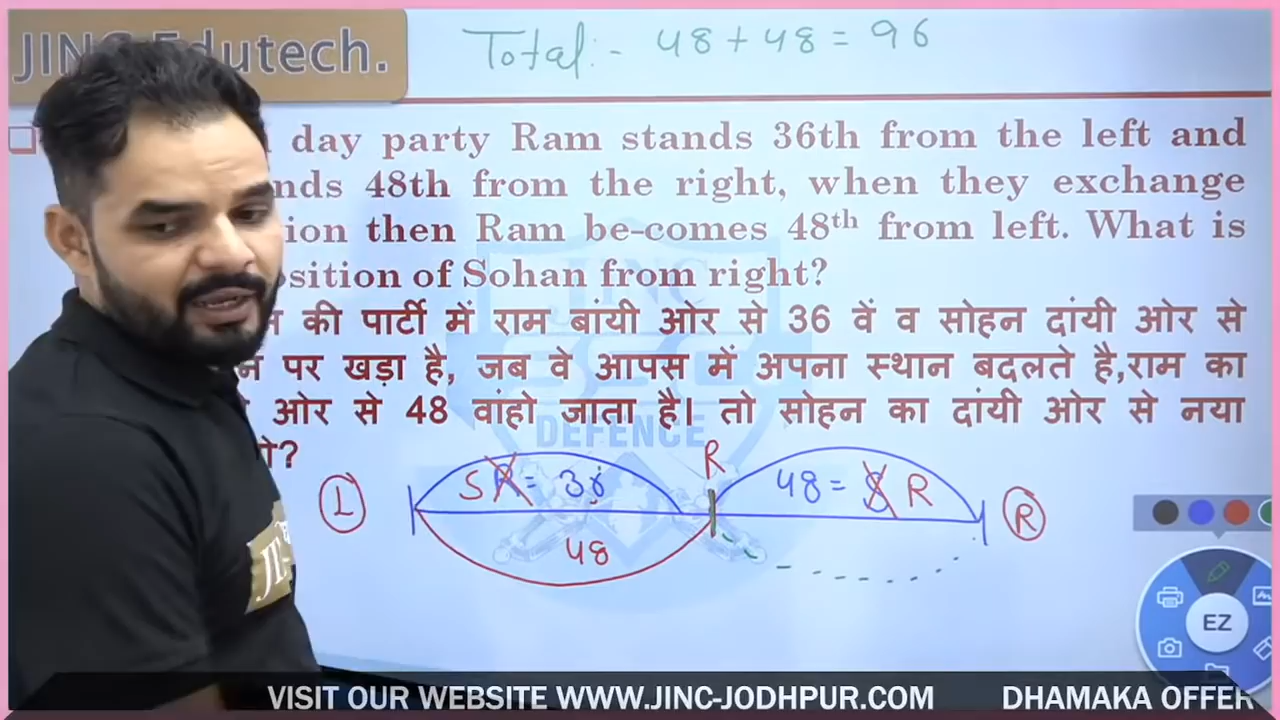 Total:- 48+48=96
JINC Edutech.
day party Ram stands 36th from the left and
nds 48th from the right, when they exchange
ion then Ram be-comes 48th from left. What is
osition of Sohan from right?
की पार्टी में राम बांयी ओर से 36 वें व सोहन दांयी ओर से
पर खड़ा है, जब वे आपस में अपना स्थान बदलते है,राम का
ओर से 48 वांहो जाता है। तो सोहन का दांयी ओर से नया
?
JINC
DEFENCE
R
L S R = 36 48 = S R R
48
EZ
VISIT OUR WEBSITE WWW.JINC-JODHPUR.COM DHAMAKA OFFER